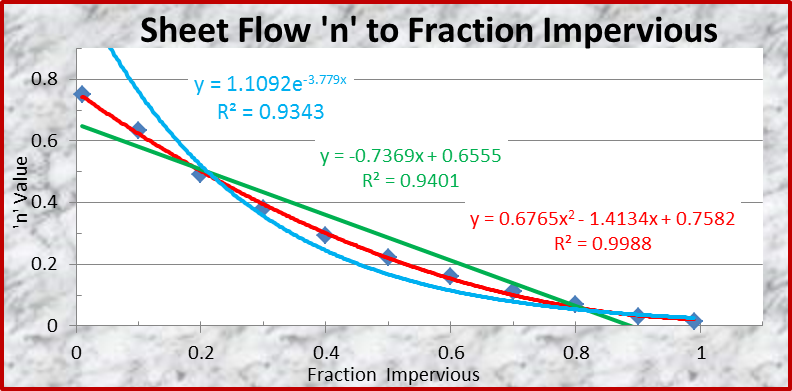 Sheet Flow 'n' to Fraction Impervious
y = 1.1092e^-3.779x
R² = 0.9343
y = -0.7369x + 0.6555
R² = 0.9401
y = 0.6765x² - 1.4134x + 0.7582
R² = 0.9988
'n' Value
0.8
0.6
0.4
0.2
0
0 0.2 0.4 0.6 0.8 1
Fraction Impervious